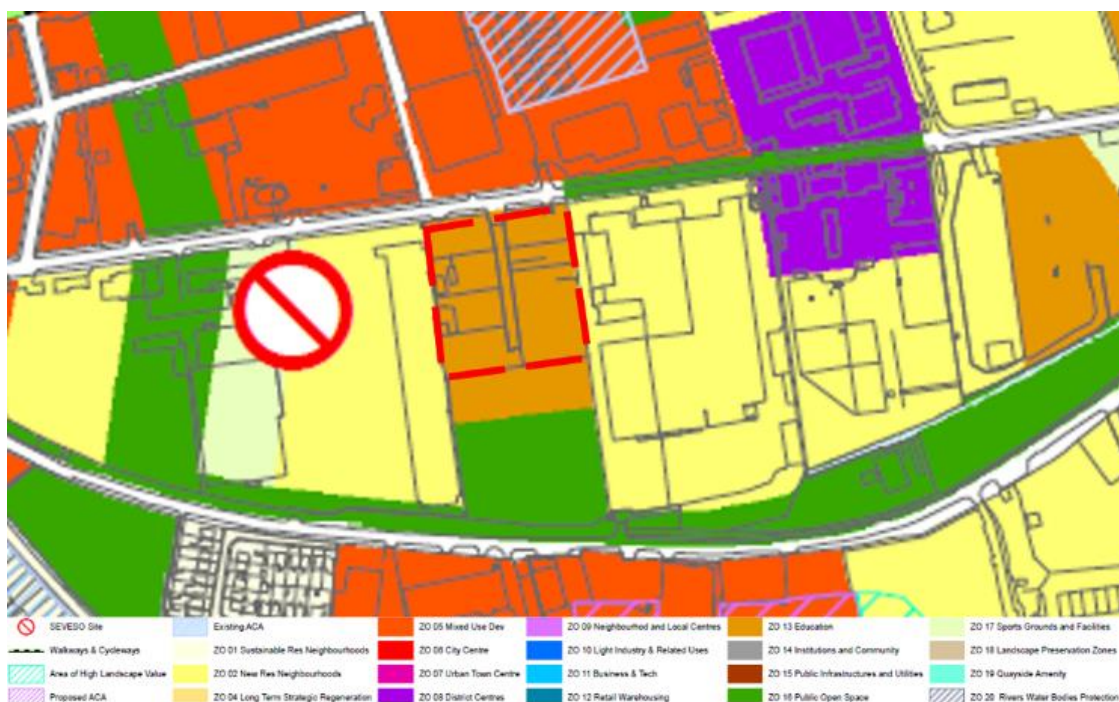 SEVESO Site
Existing ACA
ZO 05 Mixed Use Dev
ZO 09 Neighbourhod and Local Centres
ZO 13 Education
ZO 17 Sports Grounds and Facilities
Walkways & Cycleways
ZO 01 Sustainable Res Neighbourhoods
ZO 06 City Centre
ZO 10 Light Industry & Related Uses
ZO 14 Institutions and Community
ZO 18 Landscape Preservation Zones
Area of High Landscape Value
ZO 02 New Res Neighbourhoods
ZO 07 Urban Town Centre
ZO 11 Business & Tech
ZO 15 Public Infrastructures and Utilities
ZO 19 Quayside Amenity
Proposed ACA
ZO 04 Long Term Strategic Regeneration
ZO 08 District Centres
ZO 12 Retail Warehousing
ZO 16 Public Open Space
ZO 20 Rivers Water Bodies Protection